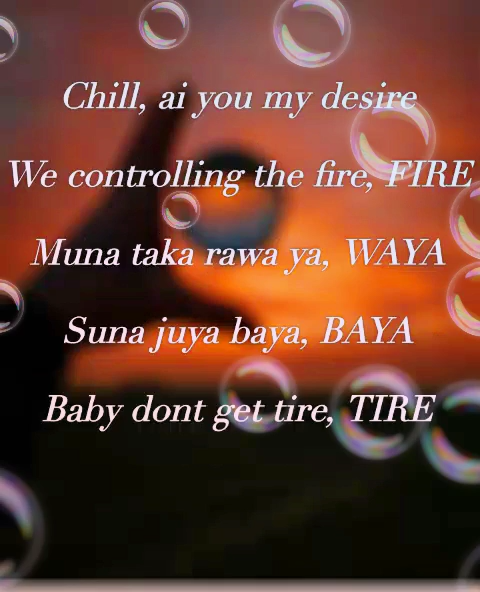 Chill, ai you my desire
We controlling the fire, FIRE
Muna taka rawa ya, WAYA
Suna juya baya, BAYA
Baby dont get tire, TIRE